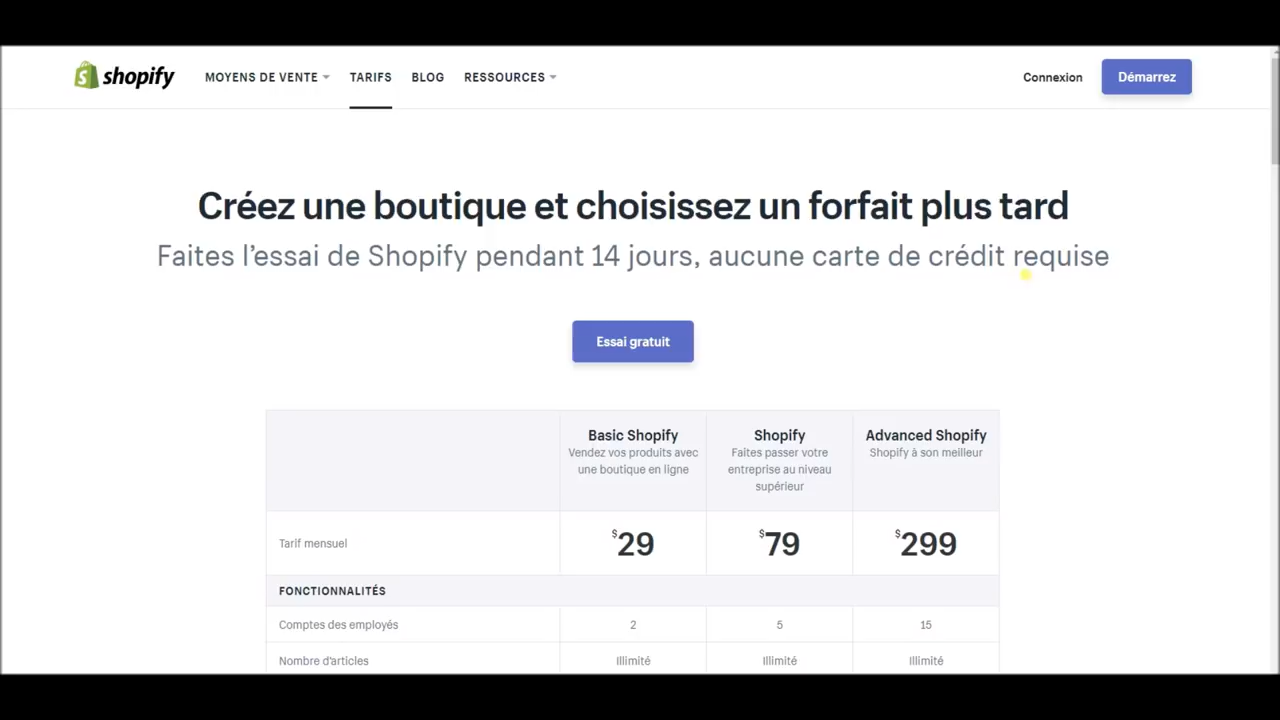 shopify MOYENS DE VENTE TARIFS BLOG RESSOURCES Connexion Démarrez
Créez une boutique et choisissez un forfait plus tard
Faites l’essai de Shopify pendant 14 jours, aucune carte de crédit requise
Essai gratuit
Basic Shopify
Vendez vos produits avec
une boutique en ligne
Shopify
Faites passer votre
entreprise au niveau
supérieur
Advanced Shopify
Shopify à son meilleur
Tarif mensuel $29 $79 $299
FONCTIONNALITÉS
Comptes des employés 2 5 15
Nombre d'articles Illimité Illimité Illimité